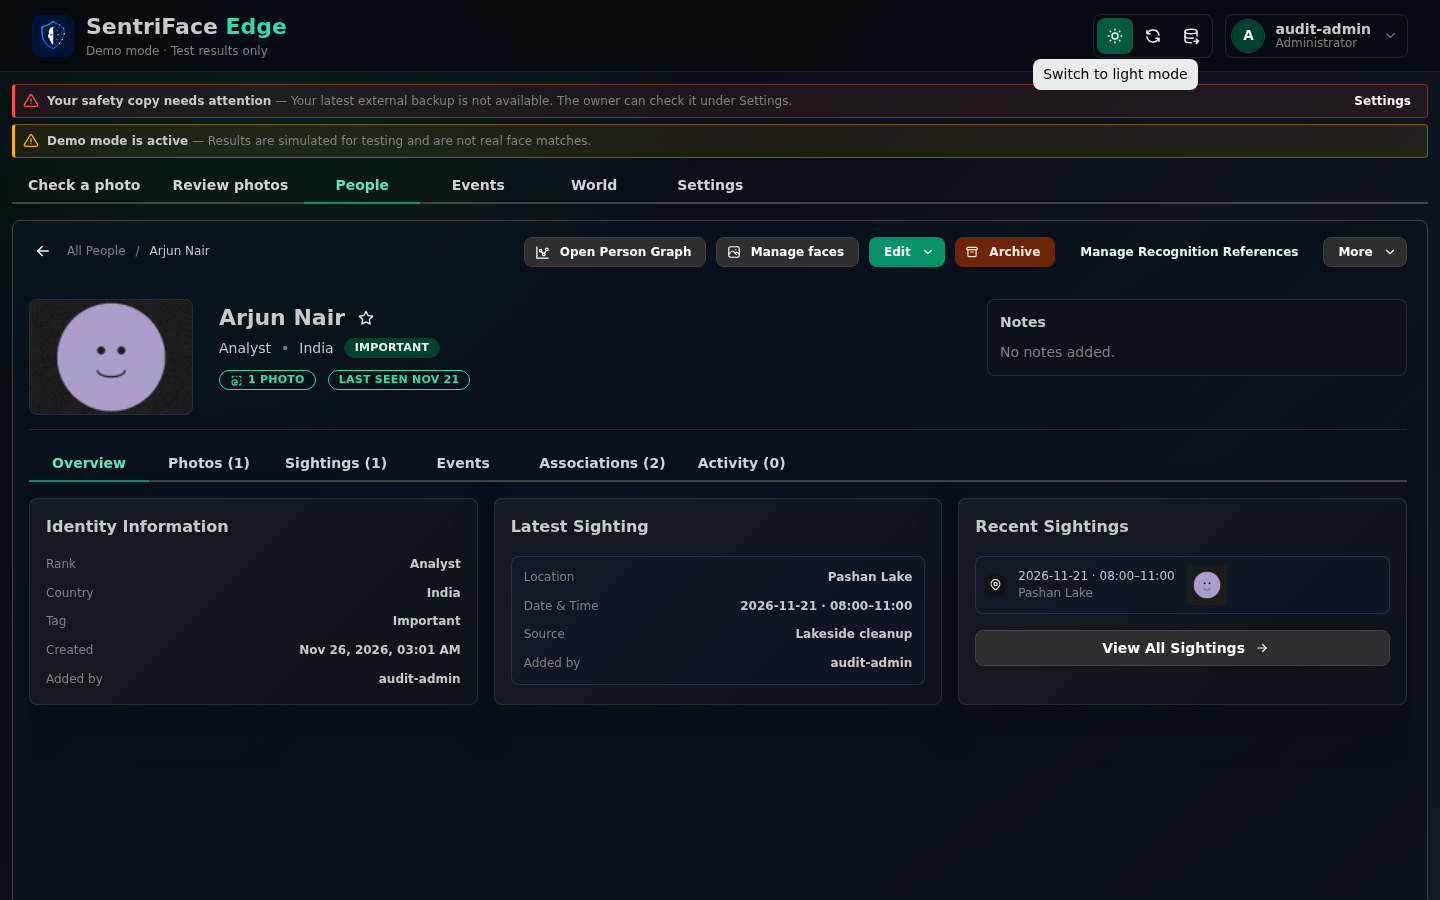 SentriFace Edge
Demo mode · Test results only
A
audit-admin
Administrator
Switch to light mode
Your safety copy needs attention — Your latest external backup is not available. The owner can check it under Settings.
Settings
Demo mode is active — Results are simulated for testing and are not real face matches.
Check a photo
Review photos
People
Events
World
Settings
All People / Arjun Nair
Open Person Graph
Manage faces
Edit
Archive
Manage Recognition References
More
Arjun Nair
Analyst • India IMPORTANT
1 PHOTO
LAST SEEN NOV 21
Notes
No notes added.
Overview
Photos (1)
Sightings (1)
Events
Associations (2)
Activity (0)
Identity Information
Rank Analyst
Country India
Tag Important
Created Nov 26, 2026, 03:01 AM
Added by audit-admin
Latest Sighting
Location Pashan Lake
Date & Time 2026-11-21 · 08:00–11:00
Source Lakeside cleanup
Added by audit-admin
Recent Sightings
2026-11-21 · 08:00–11:00
Pashan Lake
View All Sightings